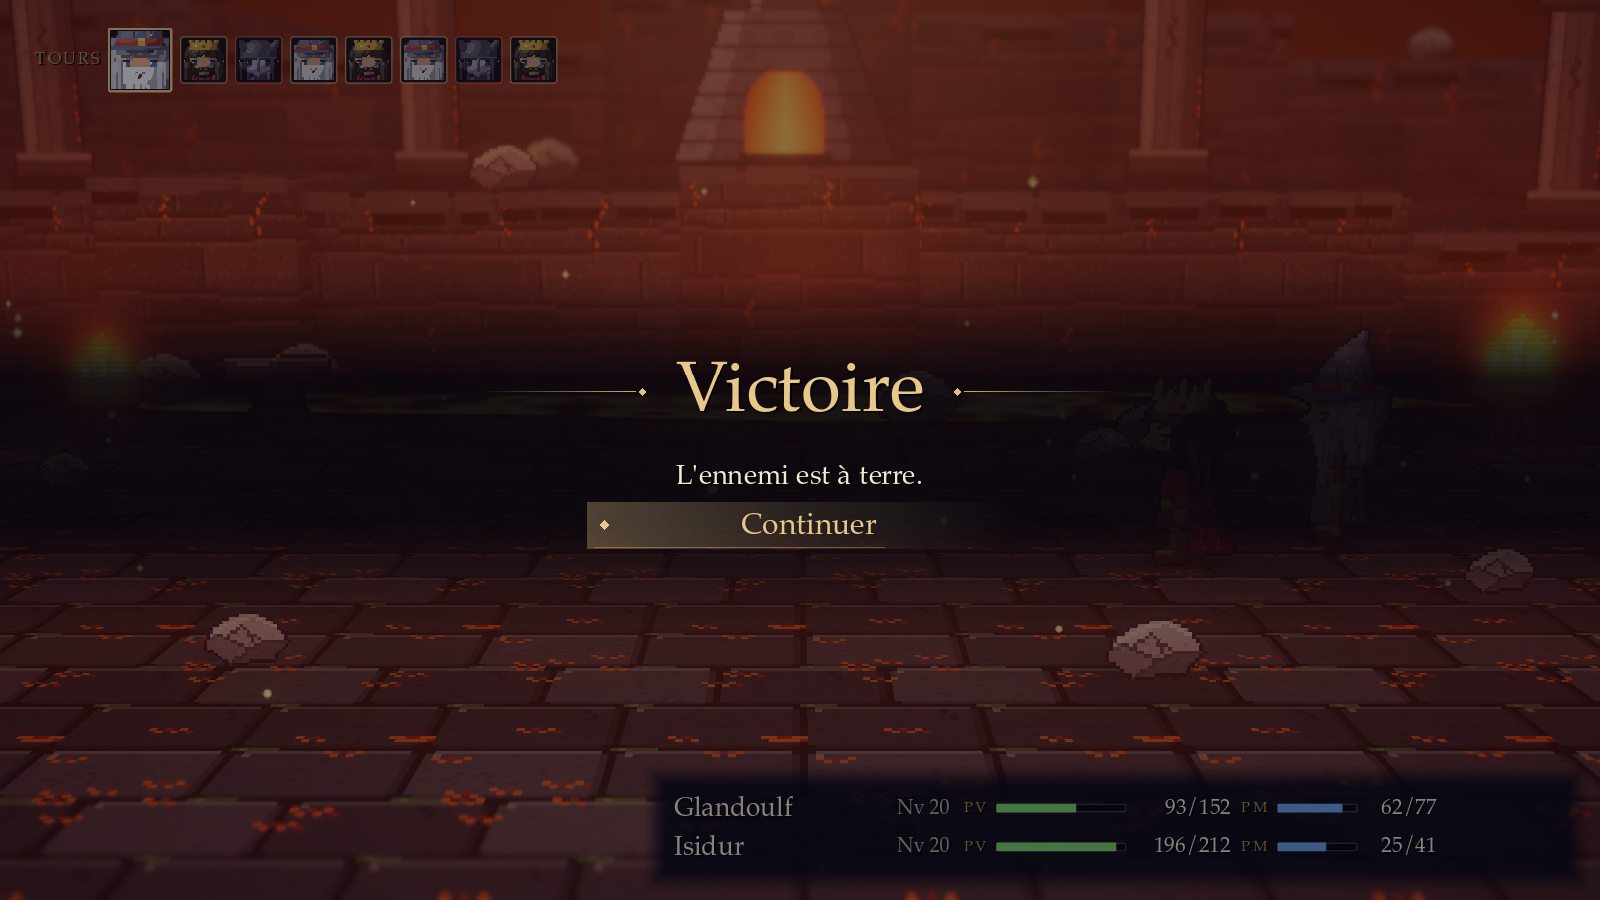 TOURS
Victoire
L'ennemi est à terre.
Continuer
Glandoulf Nv 20 PV 93/152 PM 62/77
Isidur Nv 20 PV 196/212 PM 25/41